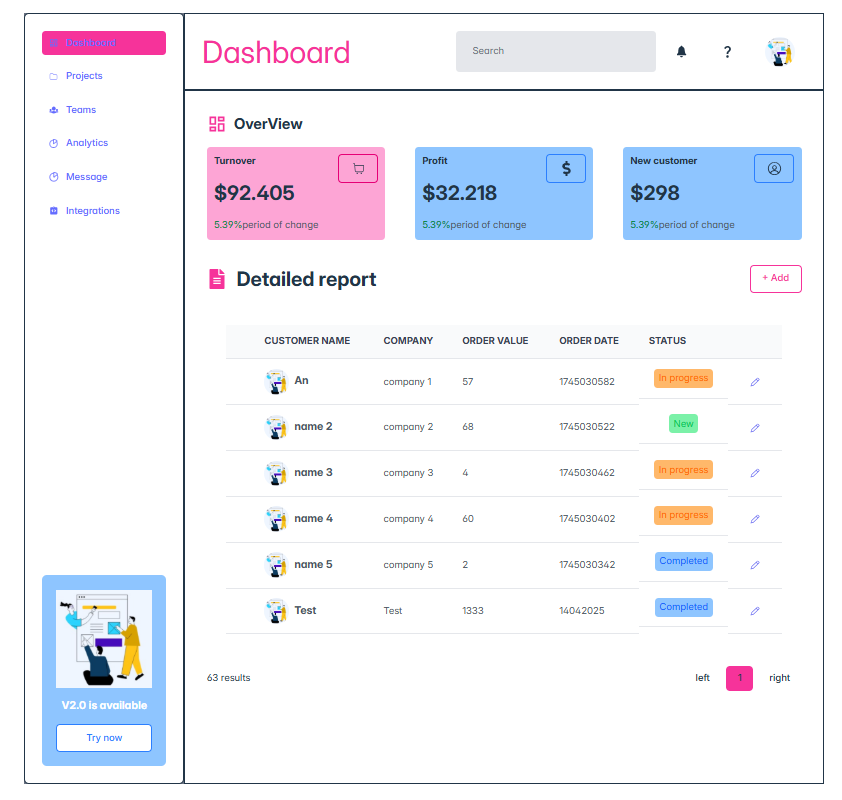 Dashboard
Projects
Teams
Analytics
Message
Integrations
V2.0 is available
Try now
Dashboard
Search
?
OverView
Turnover
$92.405
5.39%period of change
Profit
$
$32.218
5.39%period of change
New customer
$298
5.39%period of change
Detailed report
+ Add
CUSTOMER NAME COMPANY ORDER VALUE ORDER DATE STATUS
An company 1 57 1745030582 In progress
name 2 company 2 68 1745030522 New
name 3 company 3 4 1745030462 In progress
name 4 company 4 60 1745030402 In progress
name 5 company 5 2 1745030342 Completed
Test Test 1333 14042025 Completed
63 results left 1 right